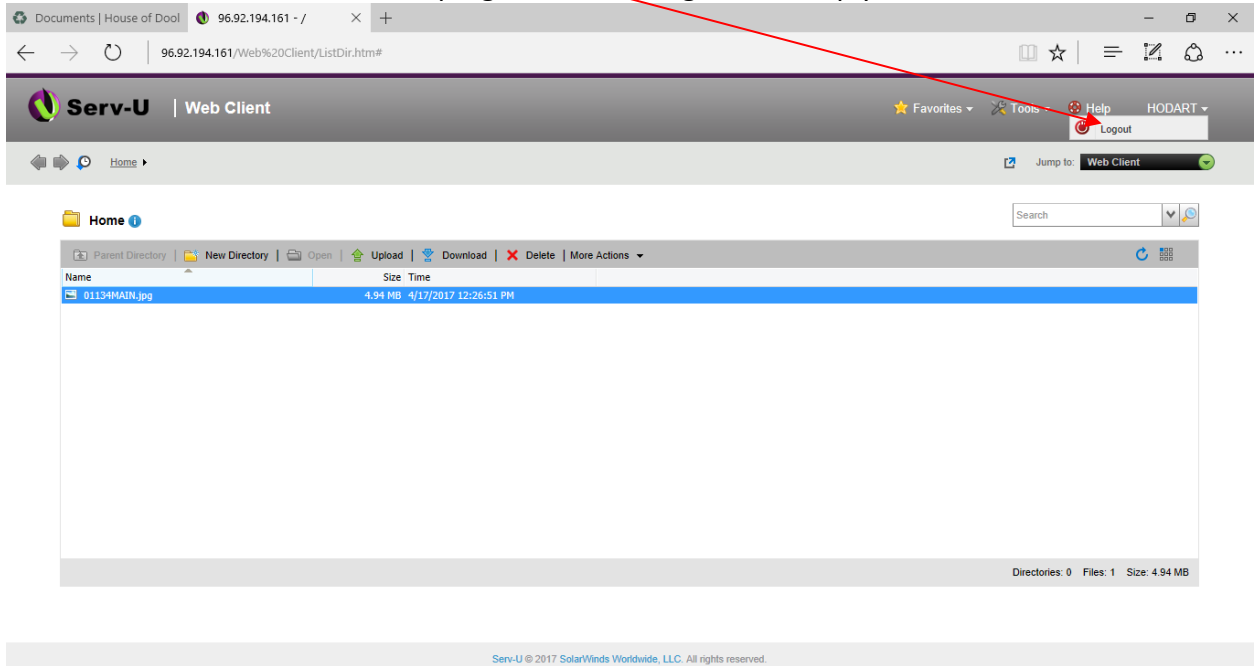 Documents | House of Dool 96.92.194.161 - /
96.92.194.161/Web%20Client/ListDir.htm#
Serv-U | Web Client Favorites Tools Help HODART
Logout
Home Jump to: Web Client
Home Search
Parent Directory | New Directory | Open | Upload | Download | Delete | More Actions
Name Size Time
01134MAIN.jpg 4.94 MB 4/17/2017 12:26:51 PM
Directories: 0 Files: 1 Size: 4.94 MB
Serv-U © 2017 SolarWinds Worldwide, LLC. All rights reserved.